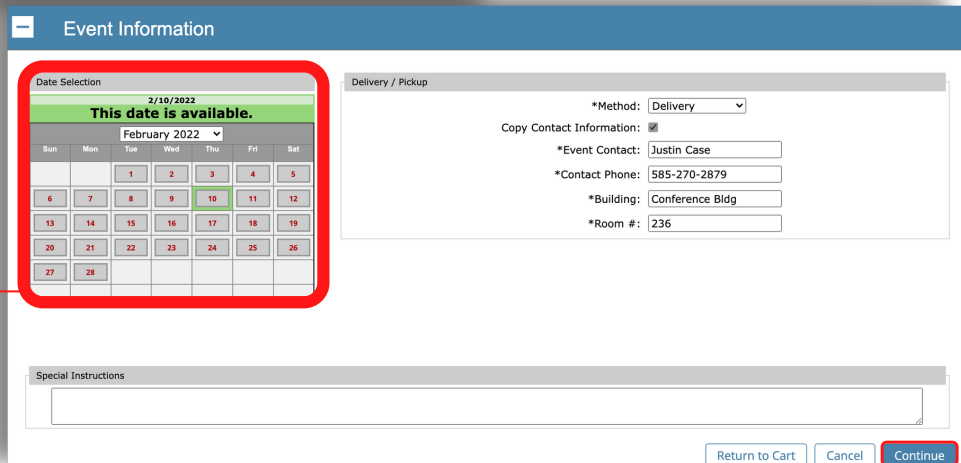 Event Information
Date Selection
2/10/2022
This date is available.
February 2022
Sun Mon Tue Wed Thu Fri Sat
1 2 3 4 5
6 7 8 9 10 11 12
13 14 15 16 17 18 19
20 21 22 23 24 25 26
27 28
Delivery / Pickup
*Method: Delivery
Copy Contact Information:
*Event Contact: Justin Case
*Contact Phone: 585-270-2879
*Building: Conference Bldg
*Room #: 236
Special Instructions
Return to Cart Cancel Continue